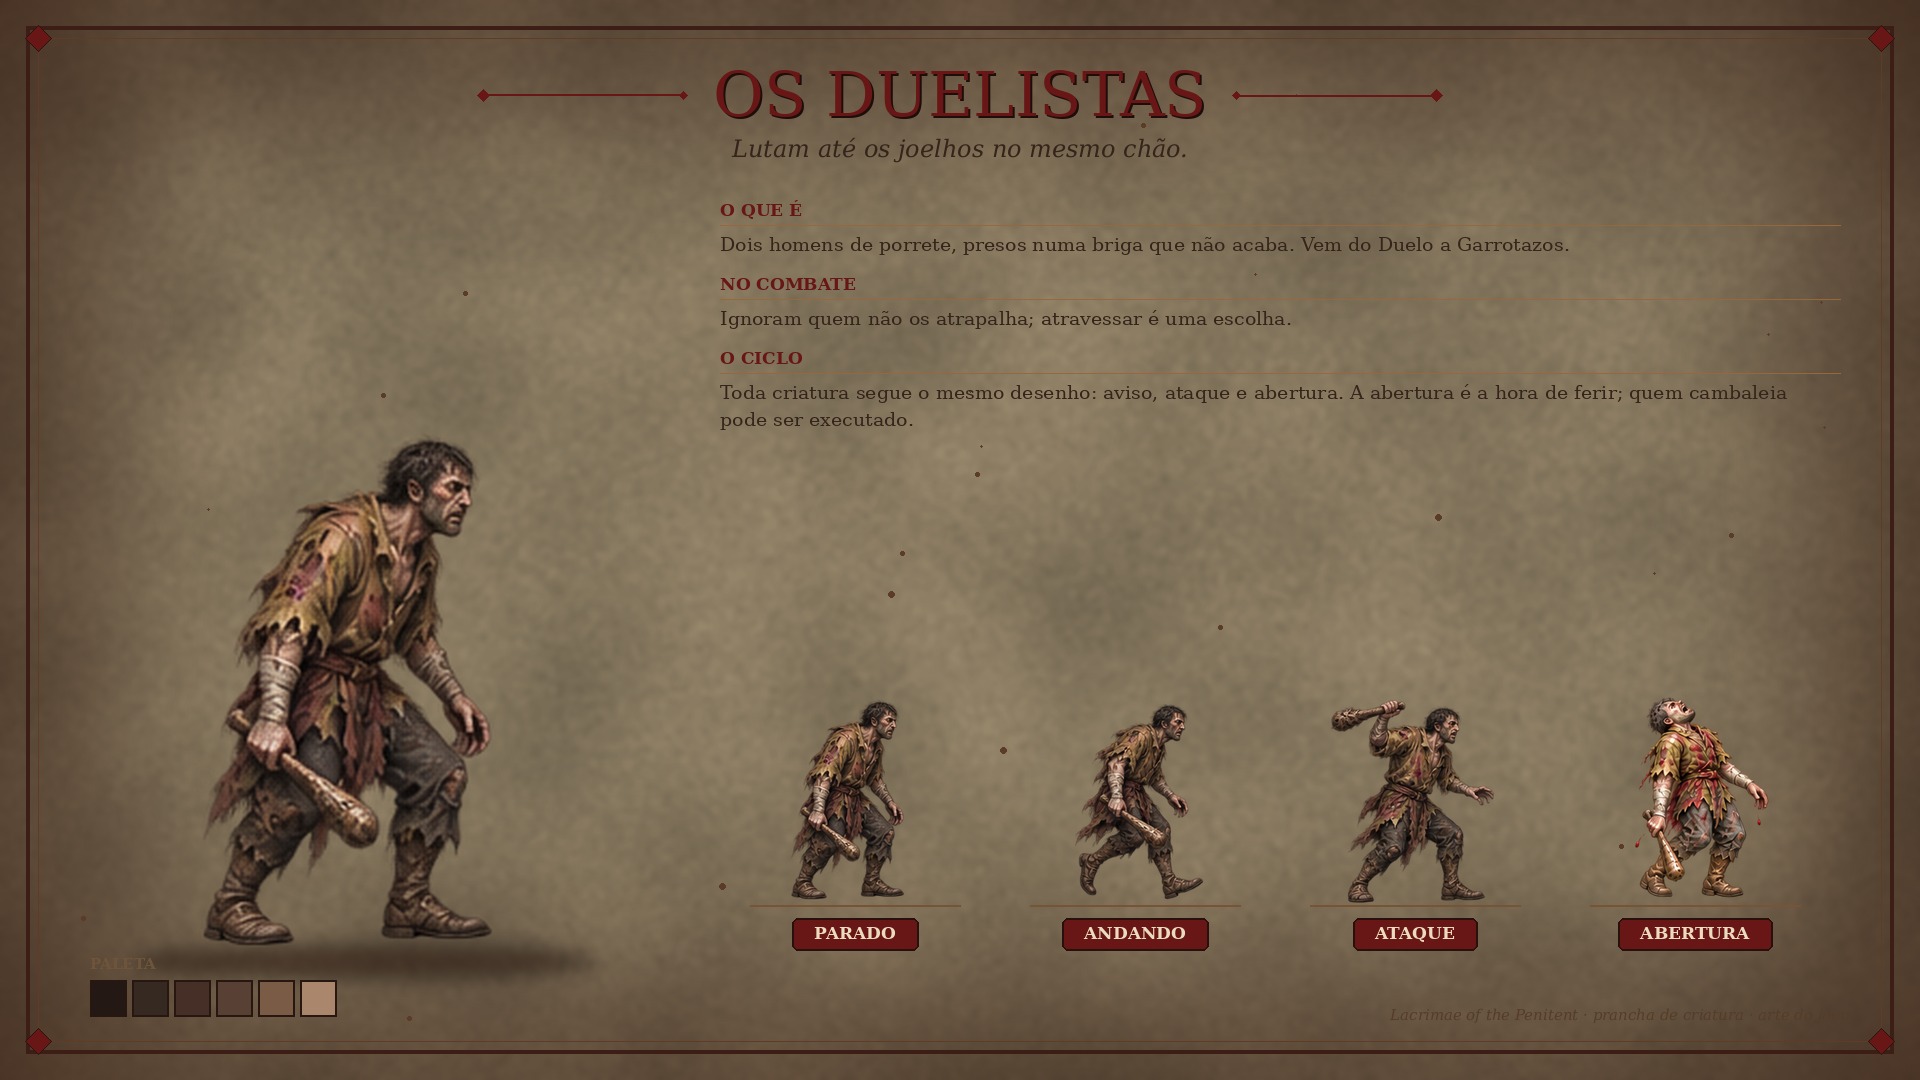 OS DUELISTAS
Lutam até os joelhos no mesmo chão.
O QUE É
Dois homens de porrete, presos numa briga que não acaba. Vem do Duelo a Garrotazos.
NO COMBATE
Ignoram quem não os atrapalha; atravessar é uma escolha.
O CICLO
Toda criatura segue o mesmo desenho: aviso, ataque e abertura. A abertura é a hora de ferir; quem cambaleia
pode ser executado.
PARADO
ANDANDO
ATAQUE
ABERTURA
PALETA
Lacrimae of the Penitent · prancha de criatura · arte do